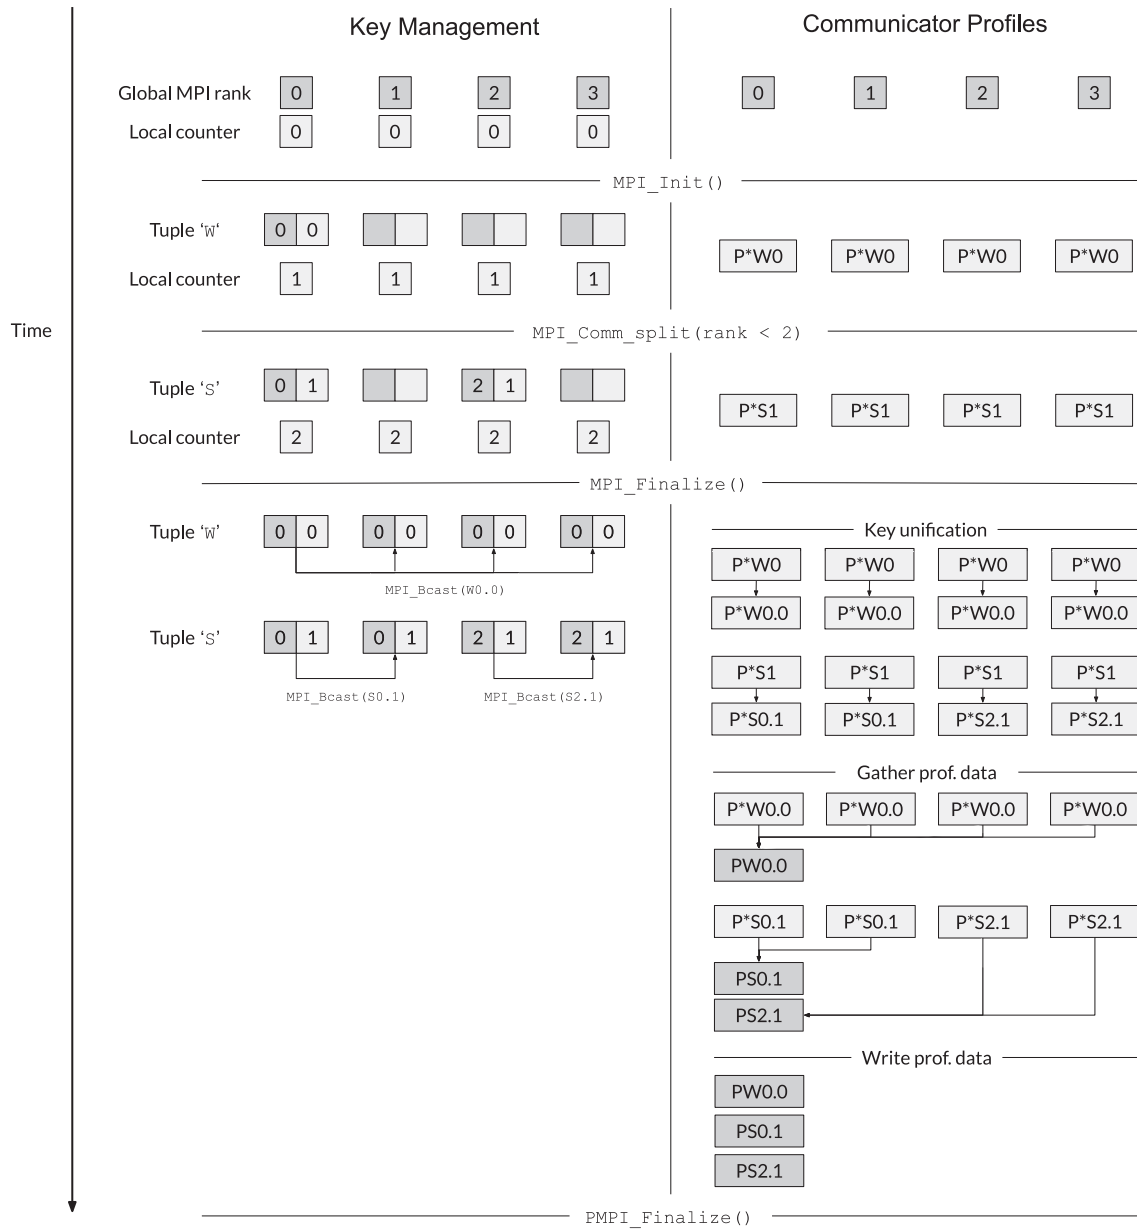 Key Management
Communicator Profiles
Global MPI rank 0 1 2 3 0 1 2 3
Local counter 0 0 0 0
MPI_Init()
Tuple ‘W‘ 0 0
P*W0 P*W0 P*W0 P*W0
Local counter 1 1 1 1
Time
MPI_Comm_split(rank < 2)
Tuple ‘S’ 0 1 2 1
P*S1 P*S1 P*S1 P*S1
Local counter 2 2 2 2
MPI_Finalize()
Tuple ‘W’ 0 0 0 0 0 0 0 0
MPI_Bcast(W0.0)
Tuple ‘S’ 0 1 0 1 2 1 2 1
MPI_Bcast(S0.1) MPI_Bcast(S2.1)
Key unification
P*W0 P*W0 P*W0 P*W0
P*W0.0 P*W0.0 P*W0.0 P*W0.0
P*S1 P*S1 P*S1 P*S1
P*S0.1 P*S0.1 P*S2.1 P*S2.1
Gather prof. data
P*W0.0 P*W0.0 P*W0.0 P*W0.0
PW0.0
P*S0.1 P*S0.1 P*S2.1 P*S2.1
PS0.1
PS2.1
Write prof. data
PW0.0
PS0.1
PS2.1
PMPI_Finalize()